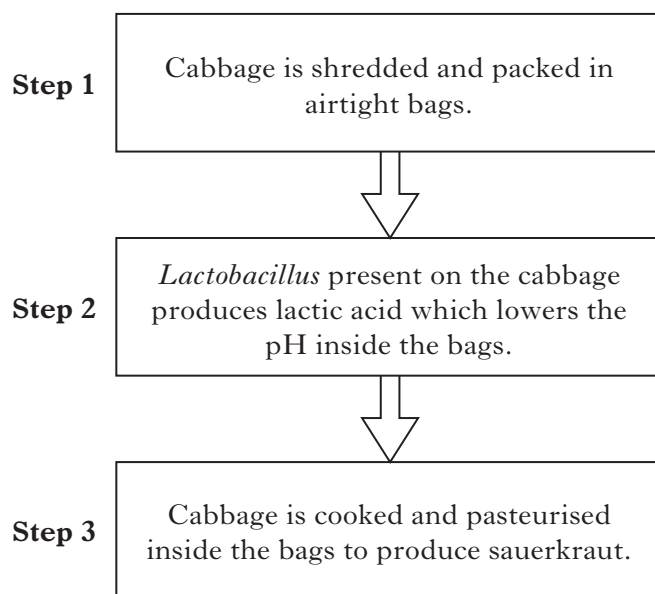 Step 1
Cabbage is shredded and packed in
airtight bags.
Step 2
Lactobacillus present on the cabbage
produces lactic acid which lowers the
pH inside the bags.
Step 3
Cabbage is cooked and pasteurised
inside the bags to produce sauerkraut.